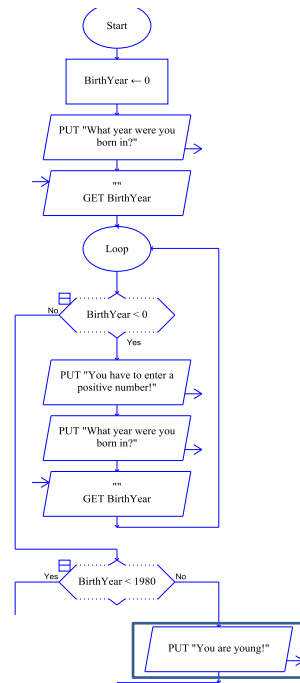 Start
BirthYear ← 0
PUT "What year were you
born in?"
""
GET BirthYear
Loop
BirthYear < 0
No
Yes
PUT "You have to enter a
positive number!"
PUT "What year were you
born in?"
""
GET BirthYear
Yes
BirthYear < 1980
No
PUT "You are young!"